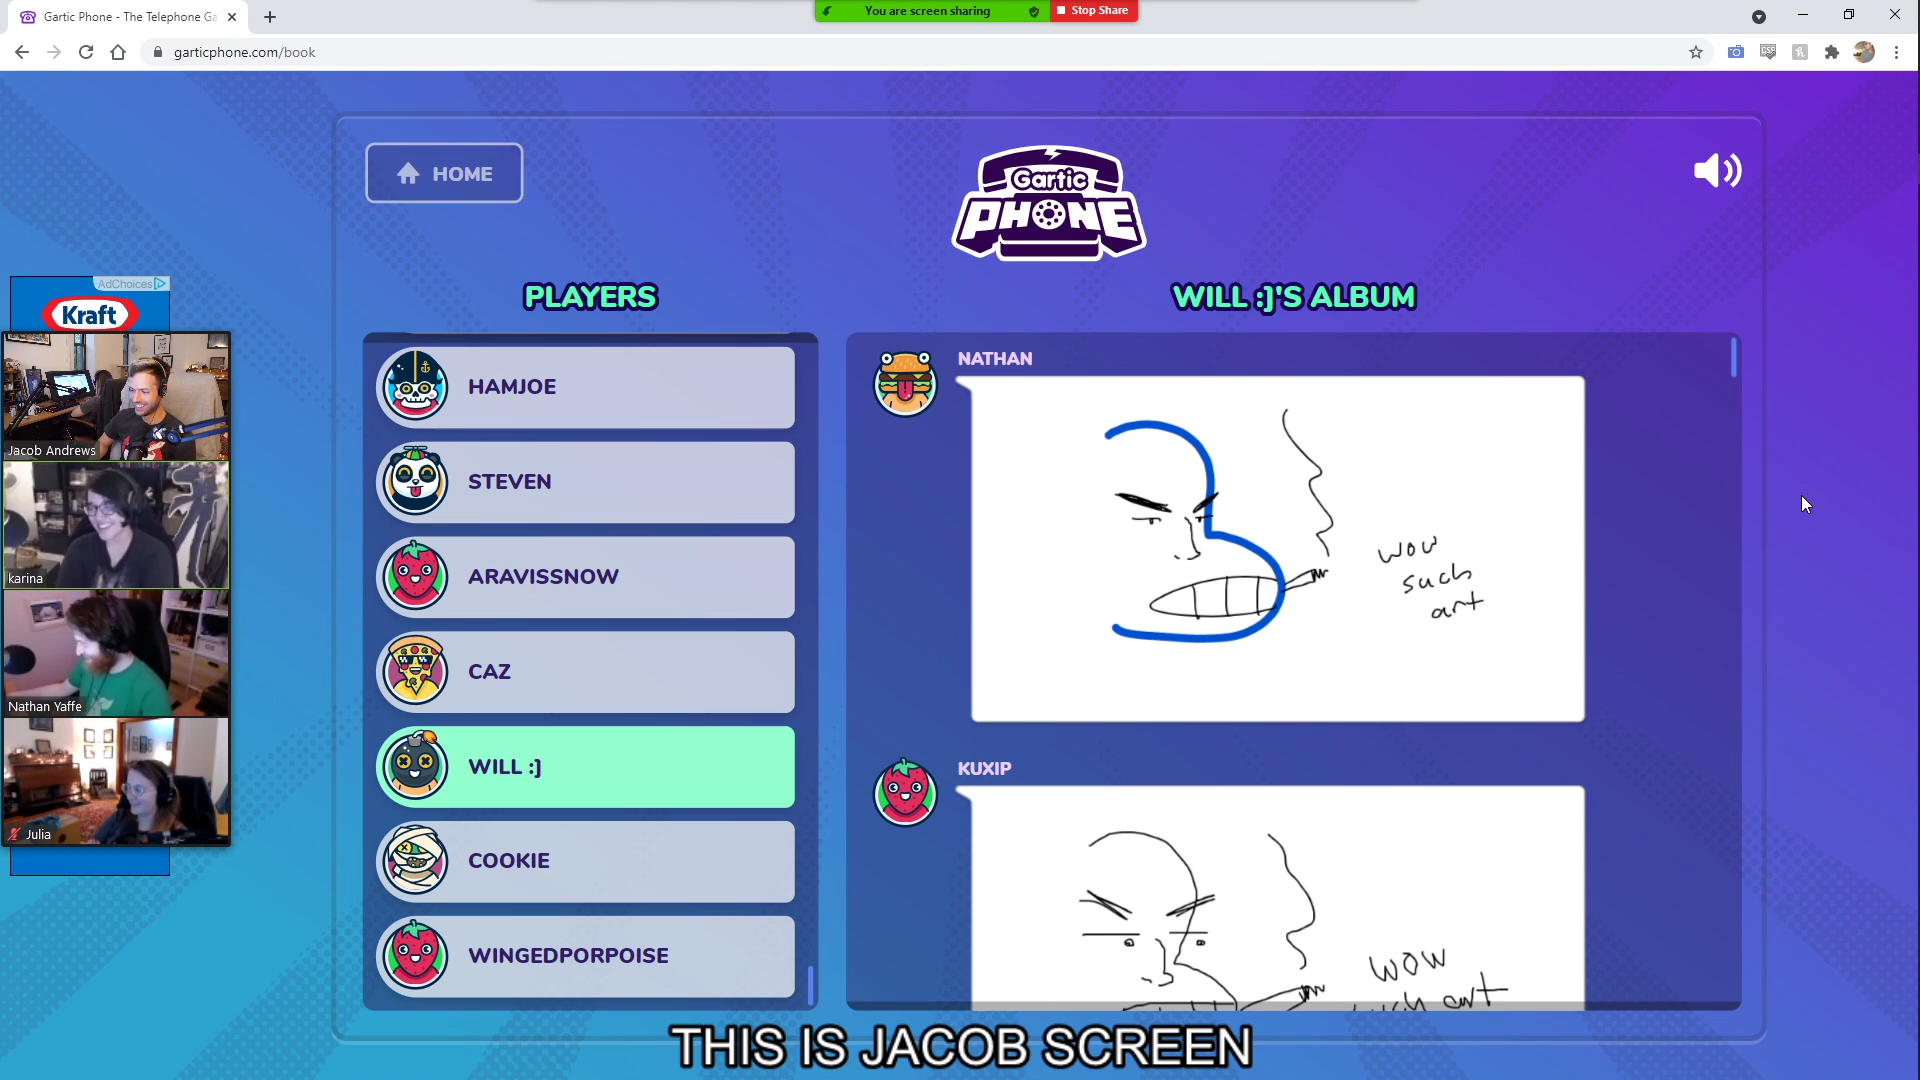 Gartic Phone - The Telephone Ga
You are screen sharing
Stop Share
garticphone.com/book
HOME
Gartic
PHONE
AdChoices
Kraft
PLAYERS
WILL :]'S ALBUM
HAMJOE
STEVEN
ARAVISSNOW
CAZ
WILL :]
COOKIE
WINGEDPORPOISE
NATHAN
wow
such
art
KUXIP
wow
such art
Jacob Andrews
karina
Nathan Yaffe
Julia
THIS IS JACOB SCREEN